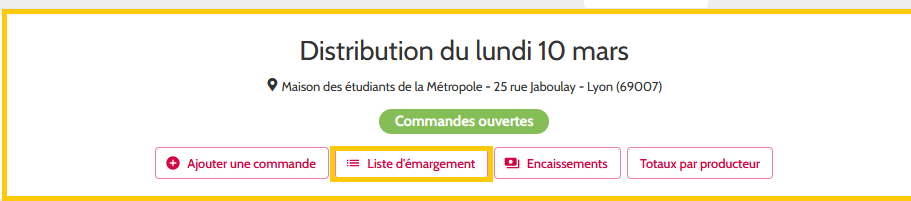 Distribution du lundi 10 mars
Maison des étudiants de la Métropole - 25 rue Jaboulay - Lyon (69007)
Commandes ouvertes
Ajouter une commande Liste d'émargement Encaissements Totaux par producteur